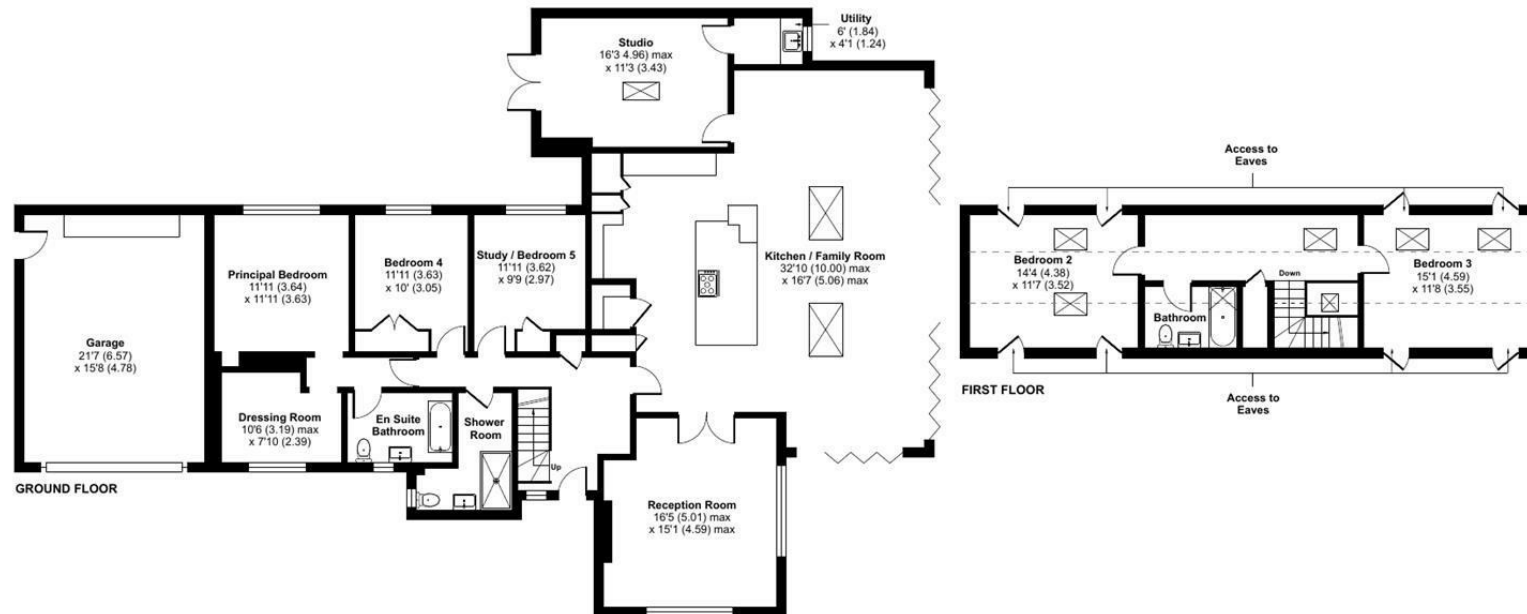 Utility
6' (1.84)
x 4'1 (1.24)
Studio
16'3 4.96) max
x 11'3 (3.43)
Access to
Eaves
Principal Bedroom
11'11 (3.64)
x 11'11 (3.63)
Bedroom 4
11'11 (3.63)
x 10' (3.05)
Study / Bedroom 5
11'11 (3.62)
x 9'9 (2.97)
Kitchen / Family Room
32'10 (10.00) max
x 16'7 (5.06) max
Bedroom 2
14'4 (4.38)
x 11'7 (3.52)
Down
Bedroom 3
15'1 (4.59)
x 11'8 (3.55)
Bathroom
Garage
21'7 (6.57)
x 15'8 (4.78)
Dressing Room
10'6 (3.19) max
x 7'10 (2.39)
En Suite
Bathroom
Shower
Room
Up
FIRST FLOOR
Access to
Eaves
GROUND FLOOR
Reception Room
16'5 (5.01) max
x 15'1 (4.59) max